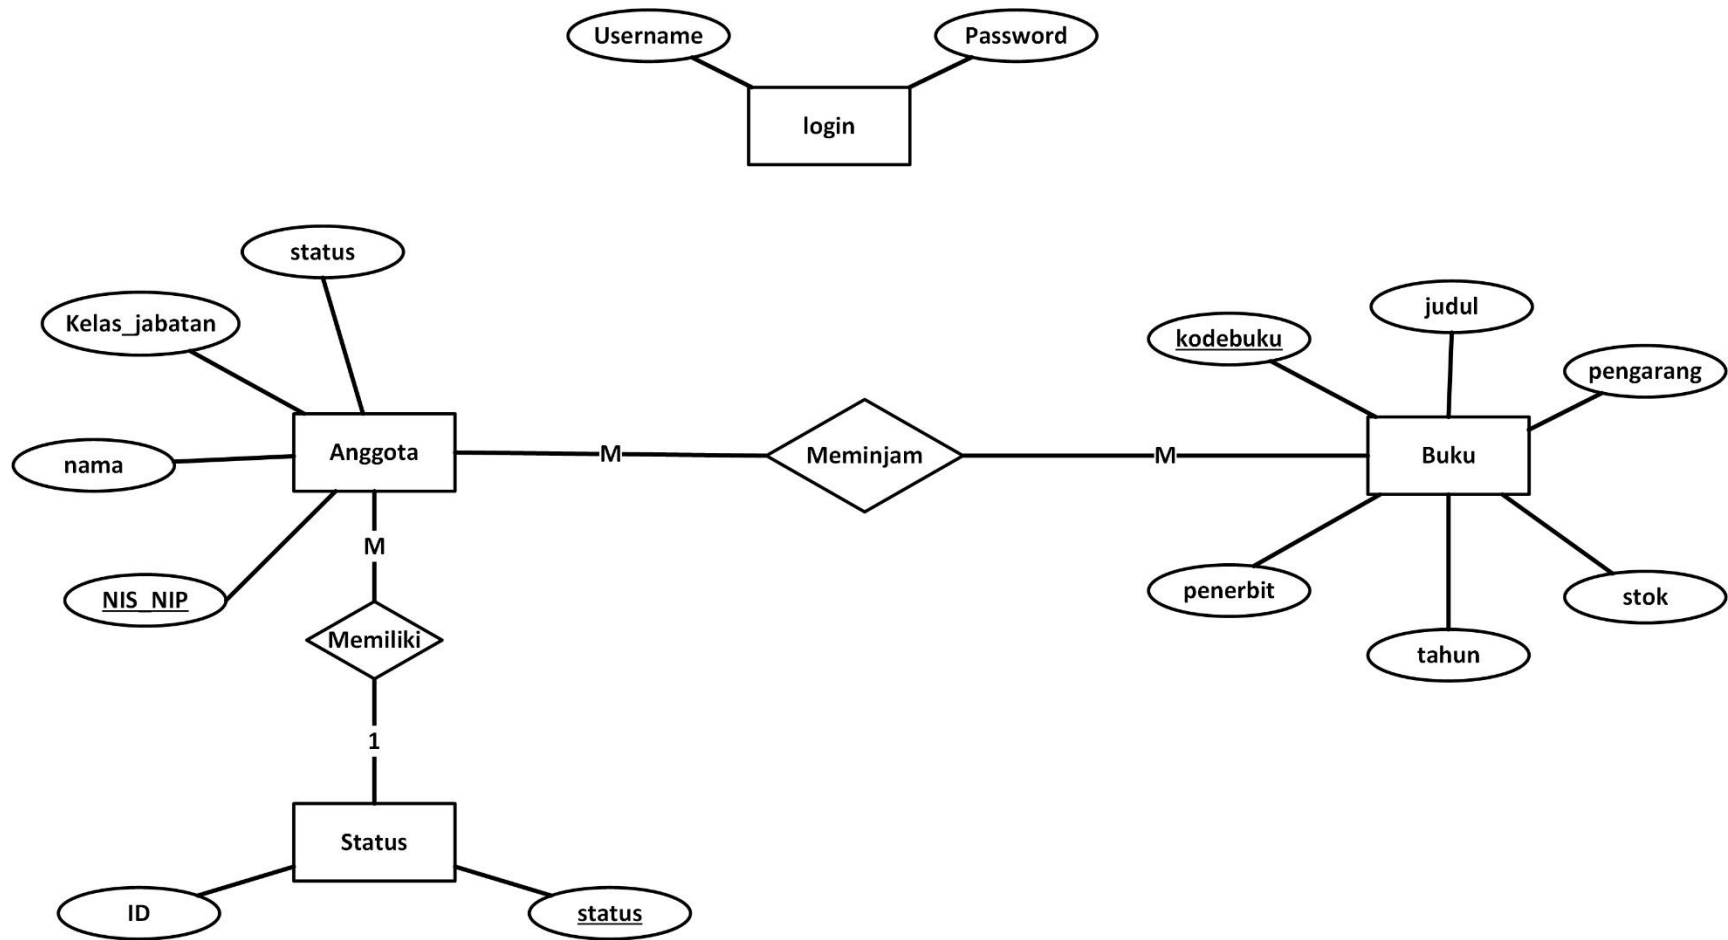 Username
Password
login
status
Kelas_jabatan
nama
NIS_NIP
Anggota
M
Meminjam
M
kodebuku
judul
pengarang
Buku
penerbit
tahun
stok
M
Memiliki
1
Status
ID
status